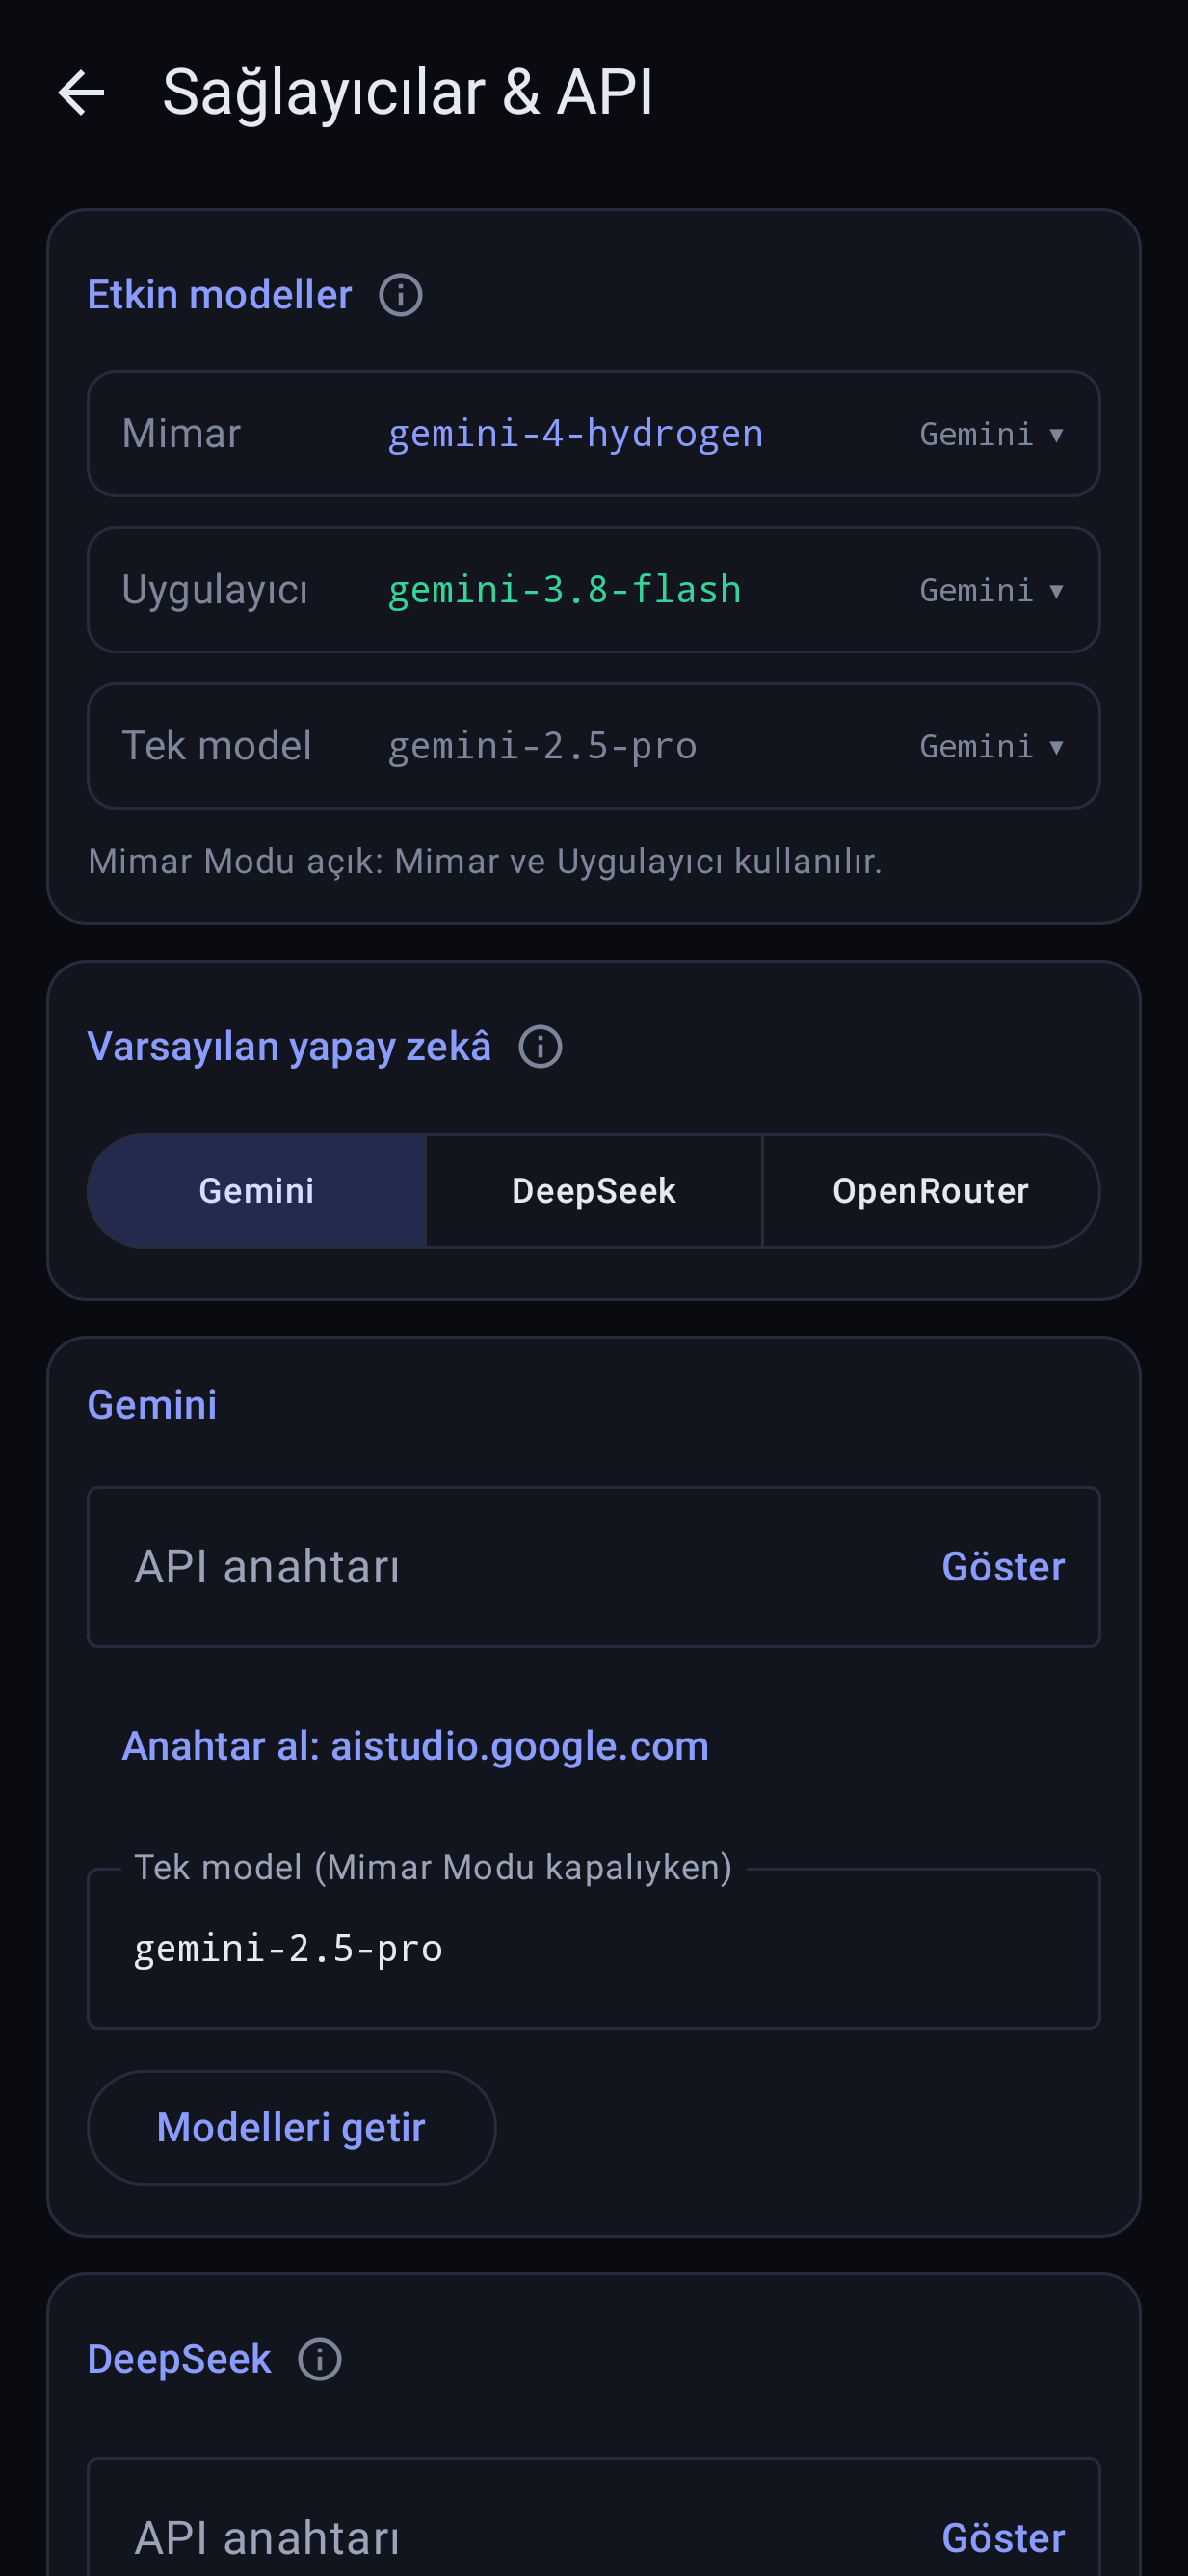 Sağlayıcılar & API
Etkin modeller
Mimar gemini-4-hydrogen Gemini ▼
Uygulayıcı gemini-3.8-flash Gemini ▼
Tek model gemini-2.5-pro Gemini ▼
Mimar Modu açık: Mimar ve Uygulayıcı kullanılır.
Varsayılan yapay zekâ
Gemini DeepSeek OpenRouter
Gemini
API anahtarı Göster
Anahtar al: aistudio.google.com
Tek model (Mimar Modu kapalıyken)
gemini-2.5-pro
Modelleri getir
DeepSeek
API anahtarı Göster